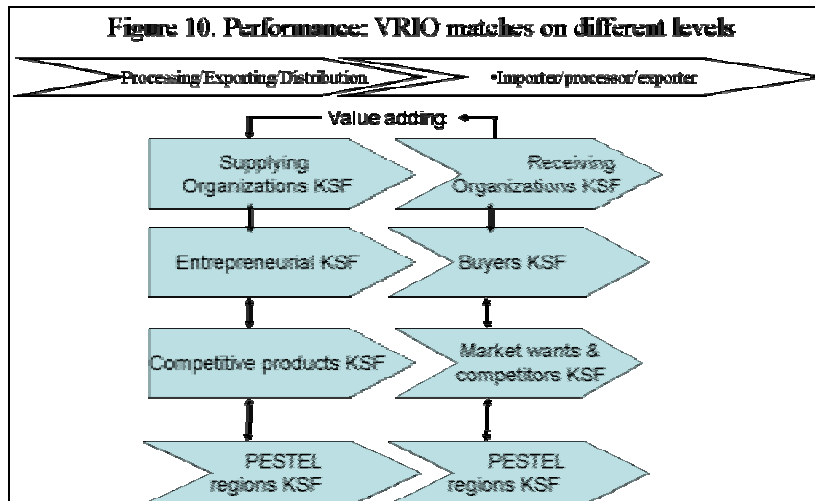 Figure 10. Performance: VRIO matches on different levels
Processing/Exporting/Distribution
•Importer/processor/exporter
Value adding
Supplying
Organizations KSF
Receiving
Organizations KSF
Entrepreneurial KSF
Buyers KSF
Competitive products KSF
Market wants &
competitors KSF
PESTEL
regions KSF
PESTEL
regions KSF